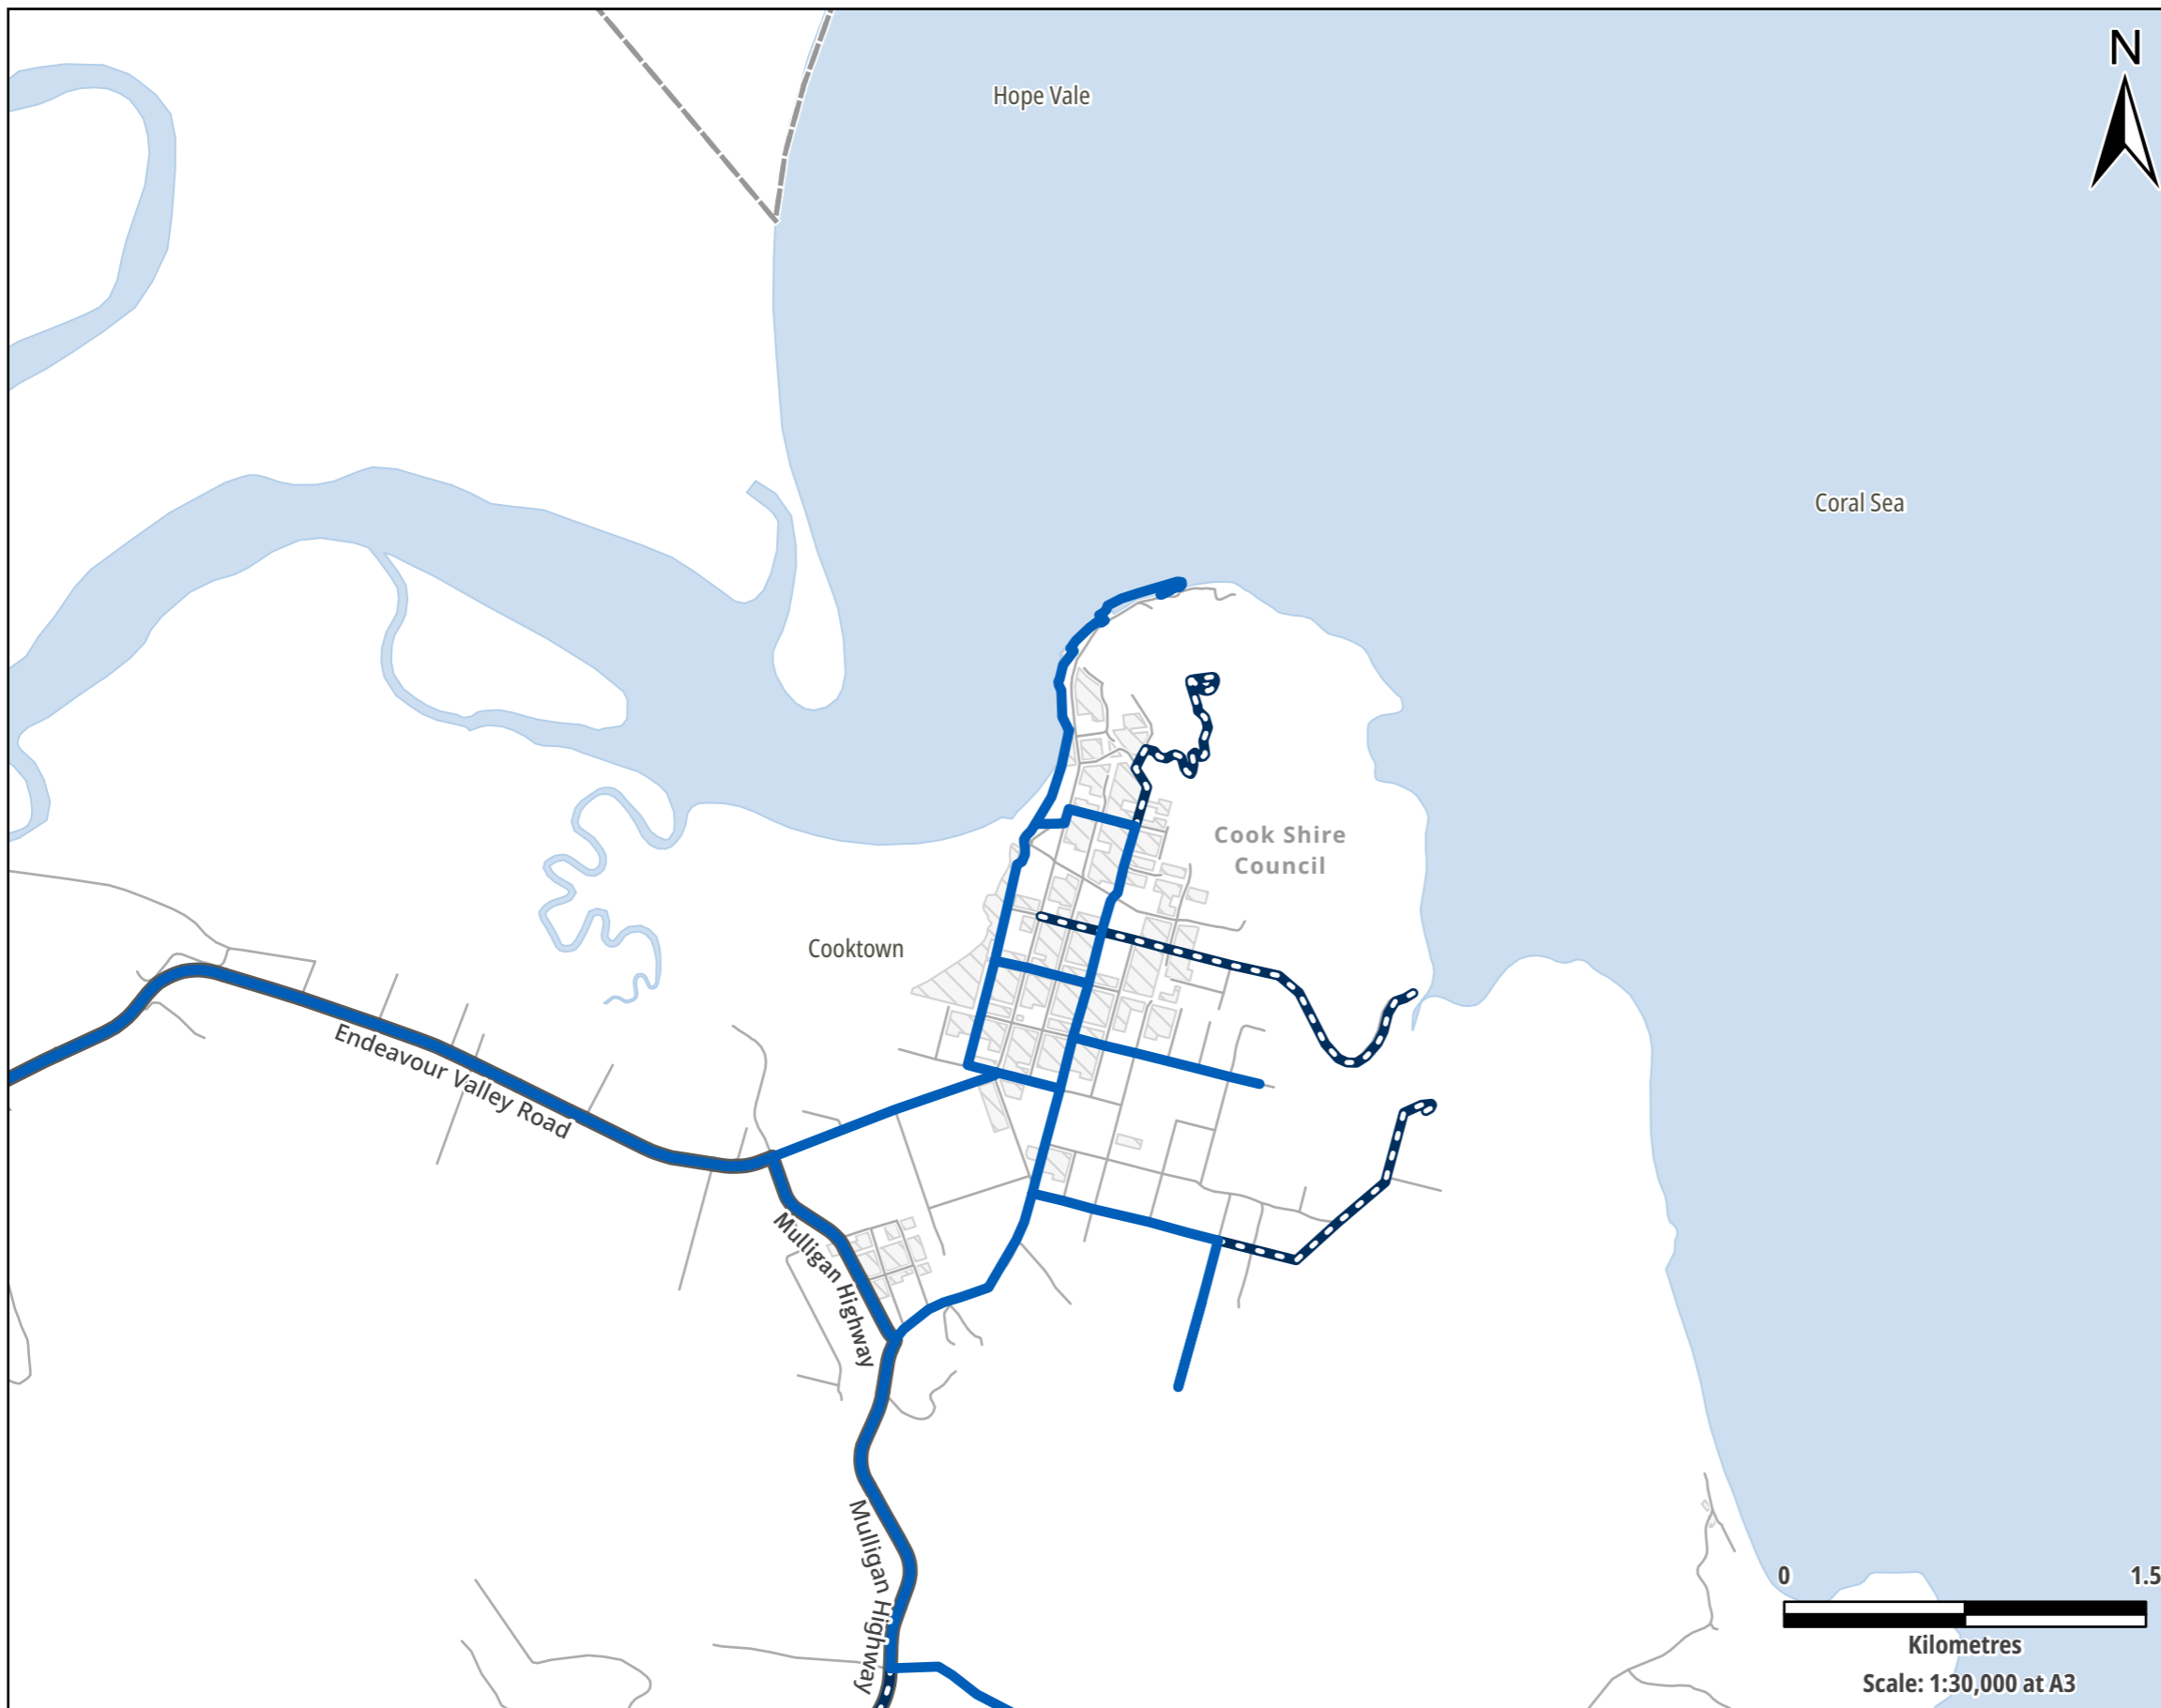 N
Hope Vale
Coral Sea
Cook Shire
Council
Cooktown
Endeavour Valley Road
Mulligan Highway
Mulligan Highway
0
1.5
Kilometres
Scale: 1:30,000 at A3